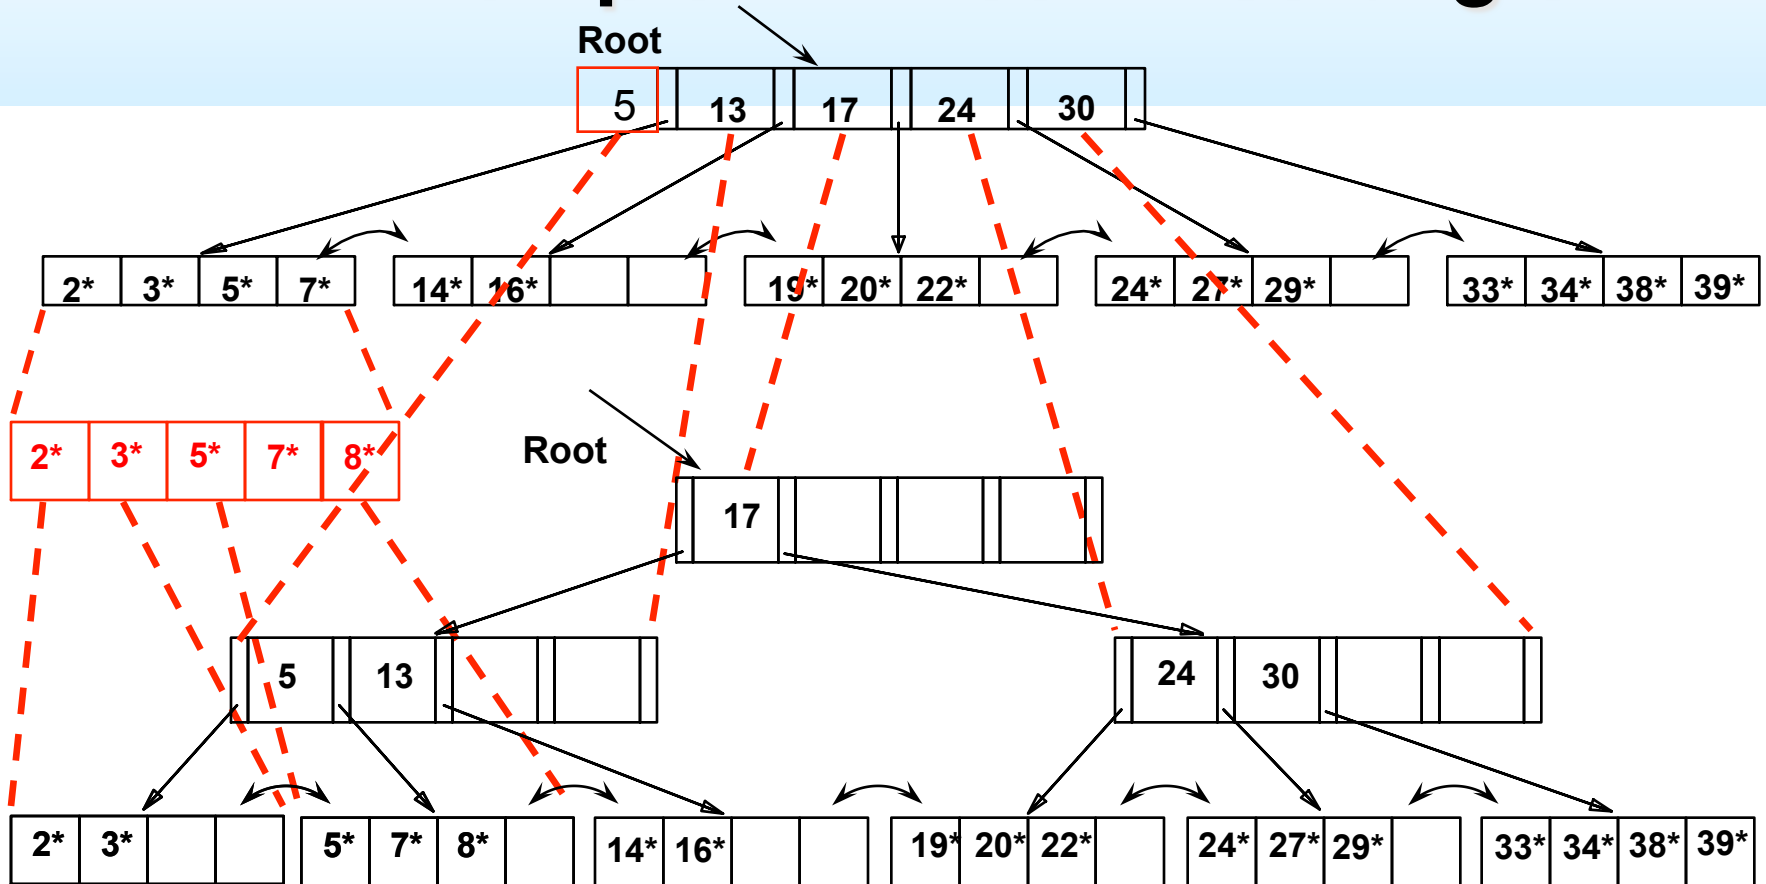 Root
5 13 17 24 30
2* 3* 5* 7* 14* 16* 19* 20* 22* 24* 27* 29* 33* 34* 38* 39*
2* 3* 5* 7* 8*
Root
17
5 13 24 30
2* 3* 5* 7* 8* 14* 16* 19* 20* 22* 24* 27* 29* 33* 34* 38* 39*